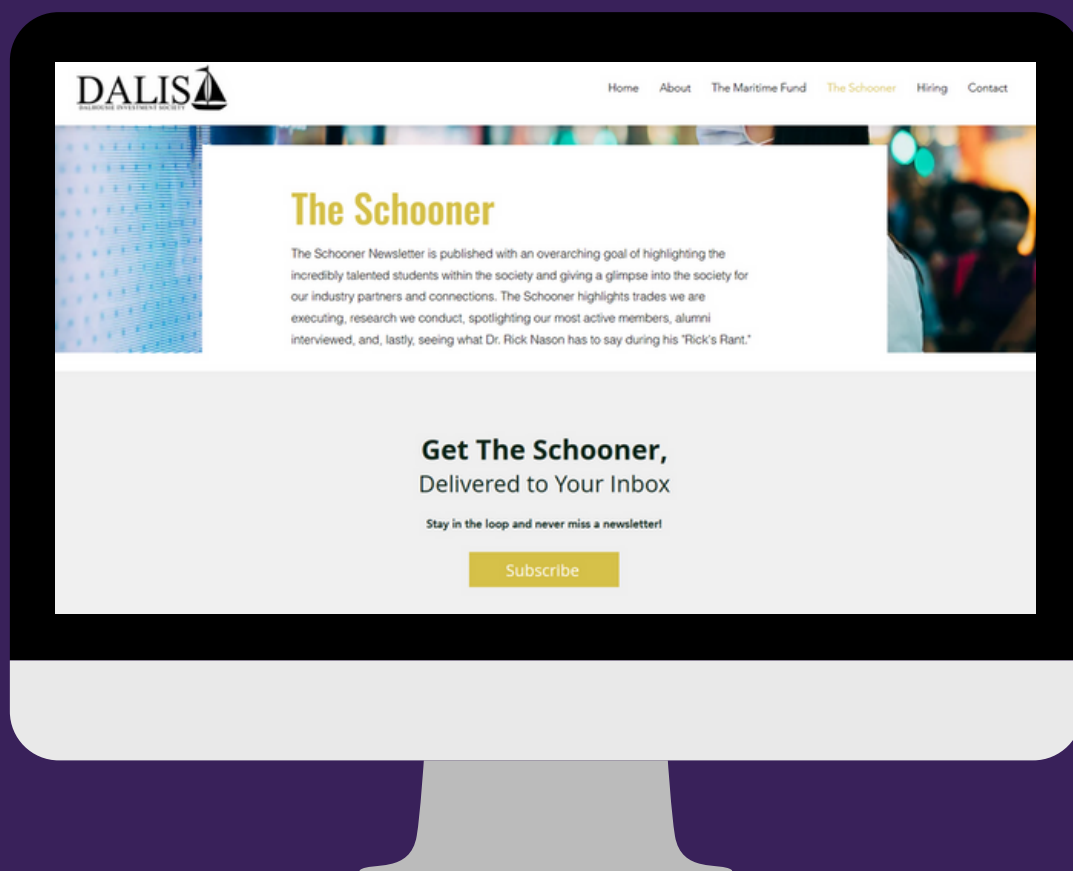 DALIS
DALHOUSIE INVESTMENT SOCIETY
Home About The Maritime Fund The Schooner Hiring Contact
The Schooner
The Schooner Newsletter is published with an overarching goal of highlighting the
incredibly talented students within the society and giving a glimpse into the society for
our industry partners and connections. The Schooner highlights trades we are
executing, research we conduct, spotlighting our most active members, alumni
interviewed, and, lastly, seeing what Dr. Rick Nason has to say during his "Rick's Rant."
Get The Schooner,
Delivered to Your Inbox
Stay in the loop and never miss a newsletter!
Subscribe